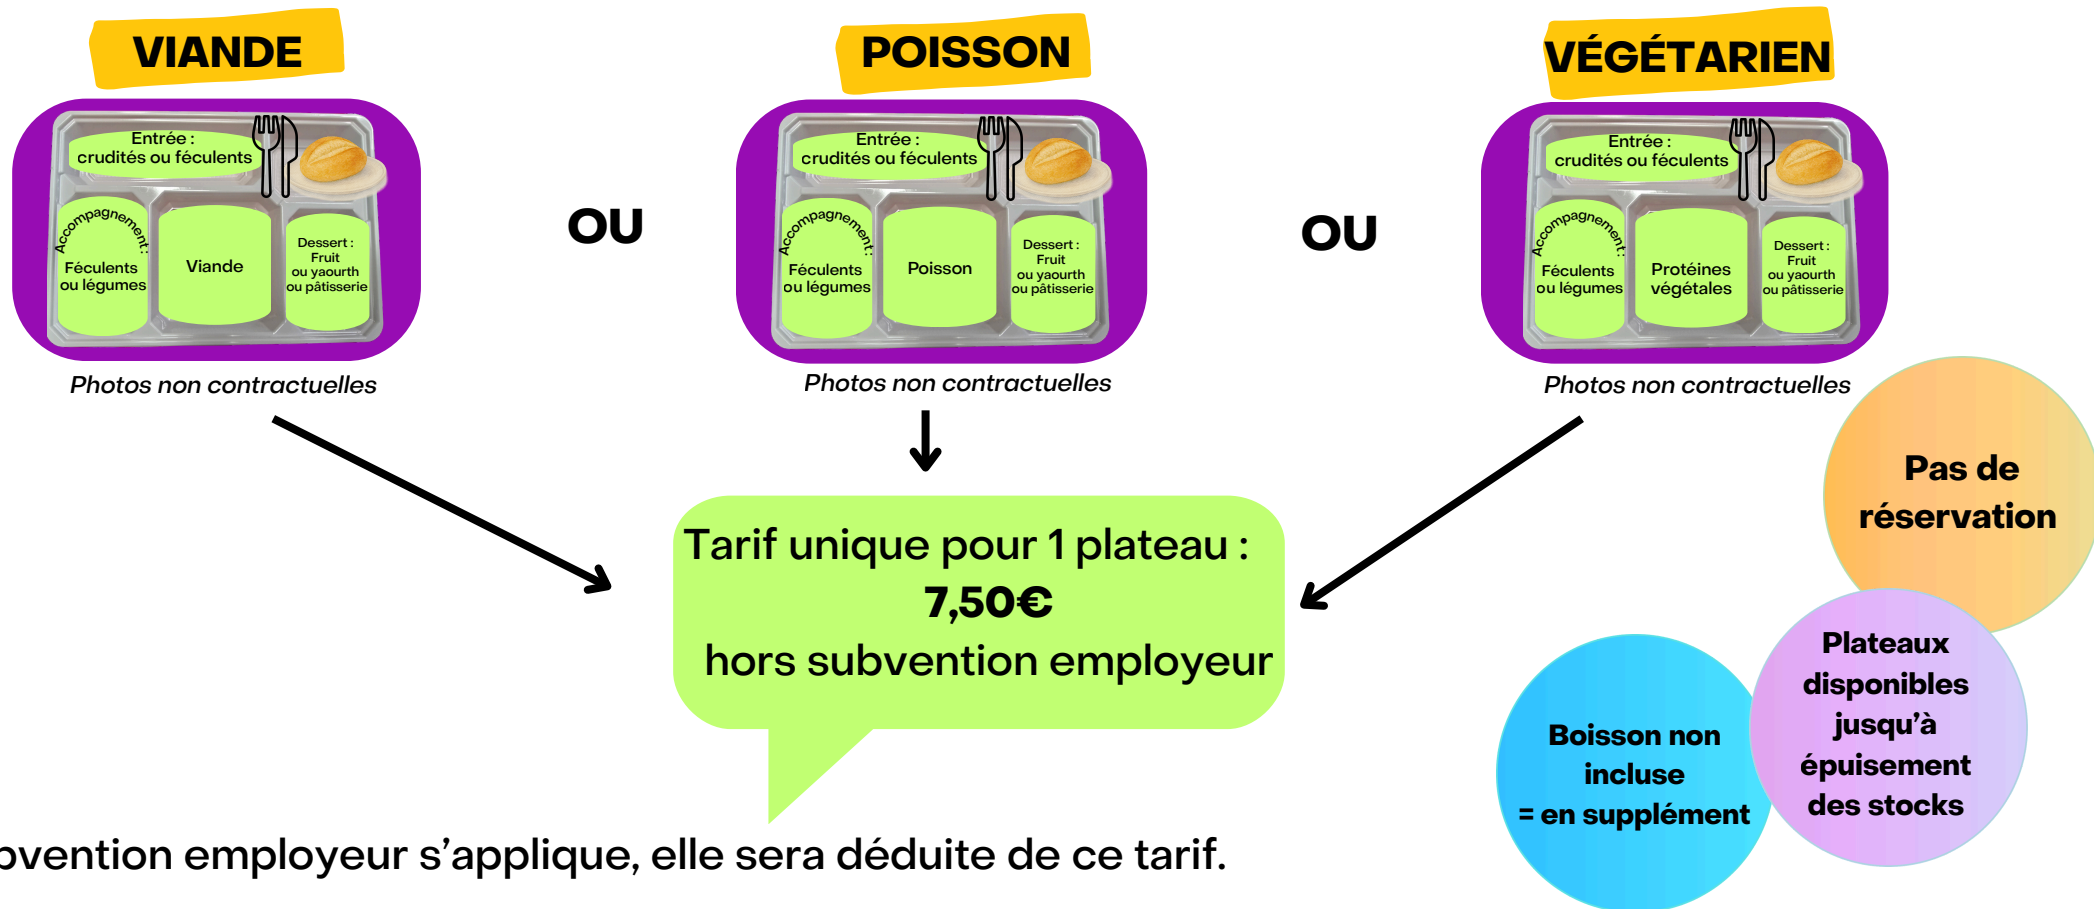 VIANDE
Entrée :
crudités ou féculents
Accompagnement :
Féculents
ou légumes
Viande
Dessert :
Fruit
ou yaourth
ou pâtisserie
Photos non contractuelles
OU
POISSON
Entrée :
crudités ou féculents
Accompagnement :
Féculents
ou légumes
Poisson
Dessert :
Fruit
ou yaourth
ou pâtisserie
Photos non contractuelles
OU
VÉGÉTARIEN
Entrée :
crudités ou féculents
Accompagnement :
Féculents
ou légumes
Protéines
végétales
Dessert :
Fruit
ou yaourth
ou pâtisserie
Photos non contractuelles
Tarif unique pour 1 plateau :
7,50€
hors subvention employeur
Pas de
réservation
Plateaux
disponibles
jusqu’à
épuisement
des stocks
Boisson non
incluse
= en supplément
employeur s’applique, elle sera déduite de ce tarif.